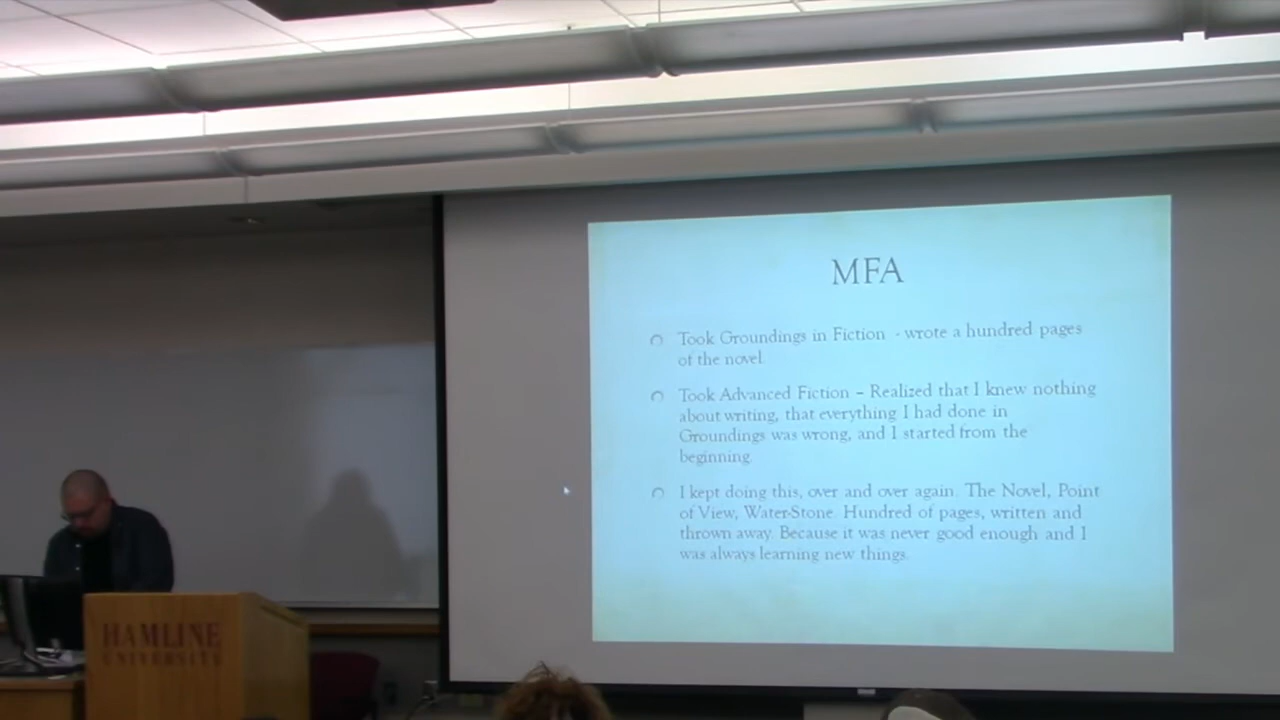 MFA
Took Groundings in Fiction - wrote a hundred pages
of the novel.
Took Advanced Fiction – Realized that I knew nothing
about writing, that everything I had done in
Groundings was wrong, and I started from the
beginning.
I kept doing this, over and over again. The Novel, Point
of View, Water-Stone. Hundred of pages, written and
thrown away. Because it was never good enough and I
was always learning new things.
HAMLINE
UNIVERSITY